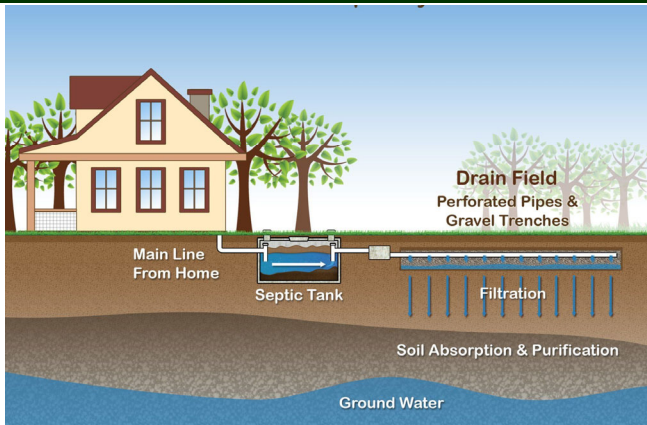 Drain Field
Perforated Pipes &
Gravel Trenches
Main Line
From Home
Septic Tank
Filtration
Soil Absorption & Purification
Ground Water